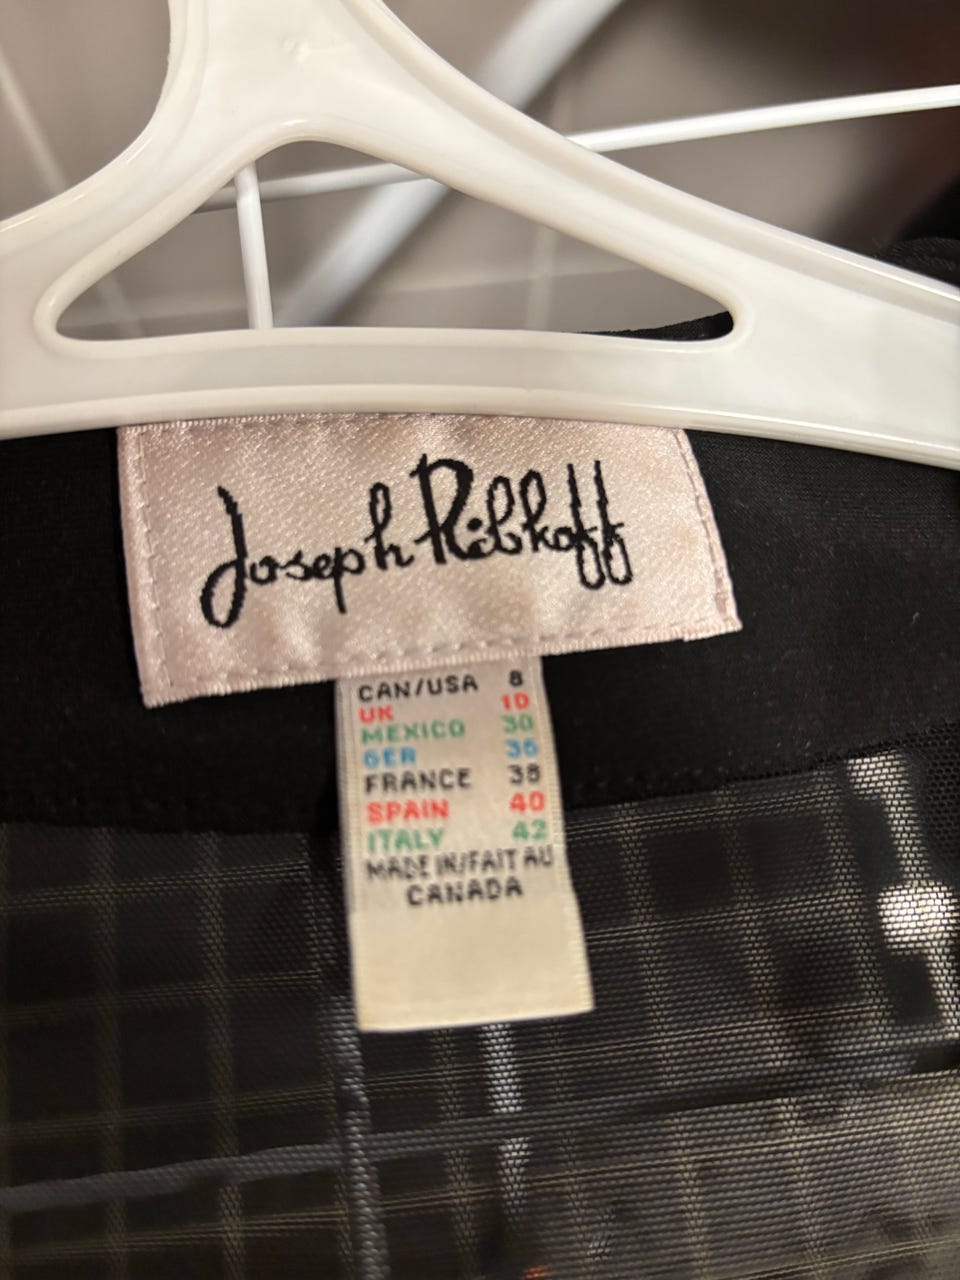 Joseph Ribkoff
CAN/USA 8
UK 10
MEXICO 30
GER 36
FRANCE 38
SPAIN 40
ITALY 42
MADE IN/FAIT AU
CANADA